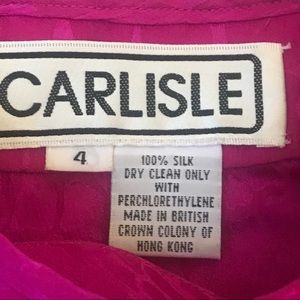 CARLISLE
4
100% SILK
DRY CLEAN ONLY
WITH
PERCHLORETHYLENE
MADE IN BRITISH
CROWN COLONY OF
HONG KONG